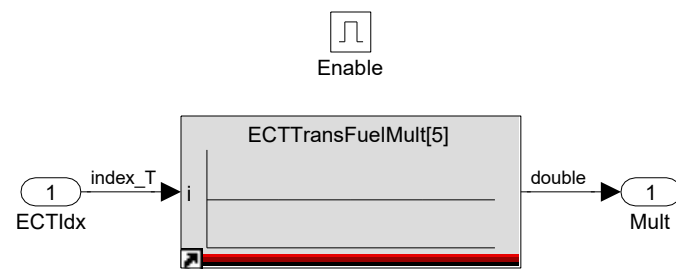 Enable
ECTTransFuelMult[5]
index_T
double
1
i
1
ECTIdx
Mult